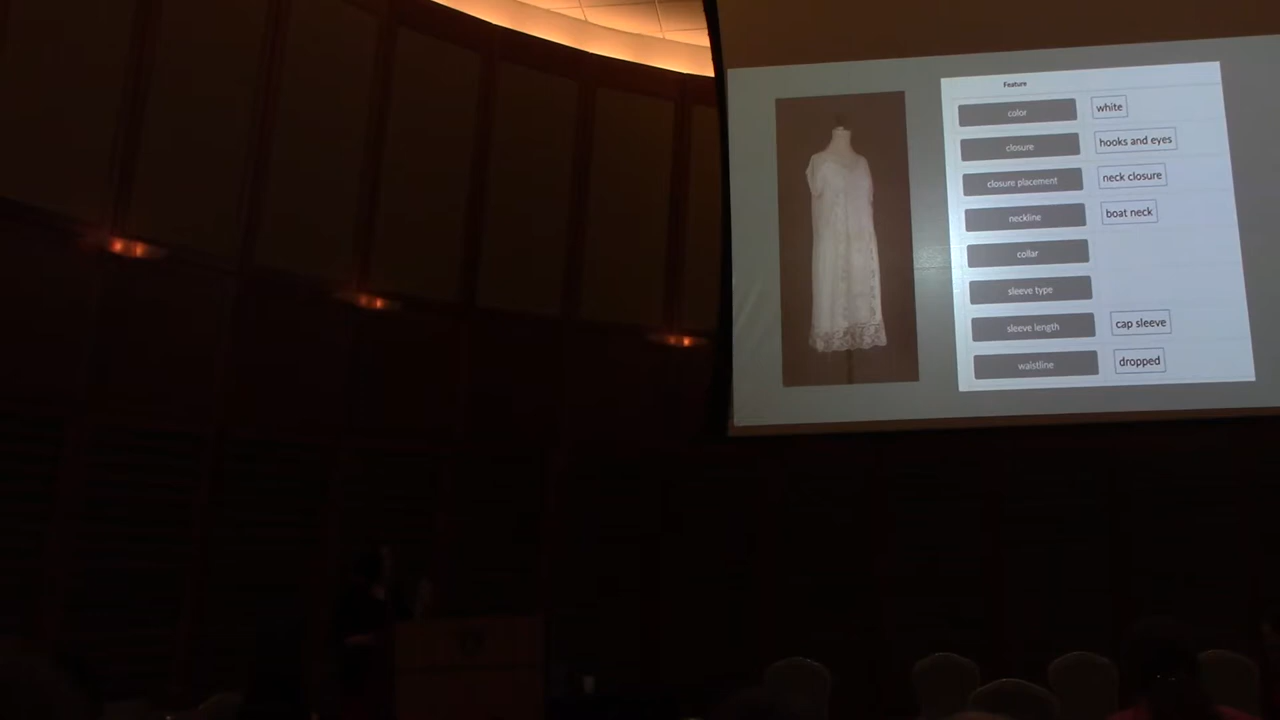 Feature
color white
closure hooks and eyes
closure placement neck closure
neckline boat neck
collar
sleeve type
sleeve length cap sleeve
waistline dropped